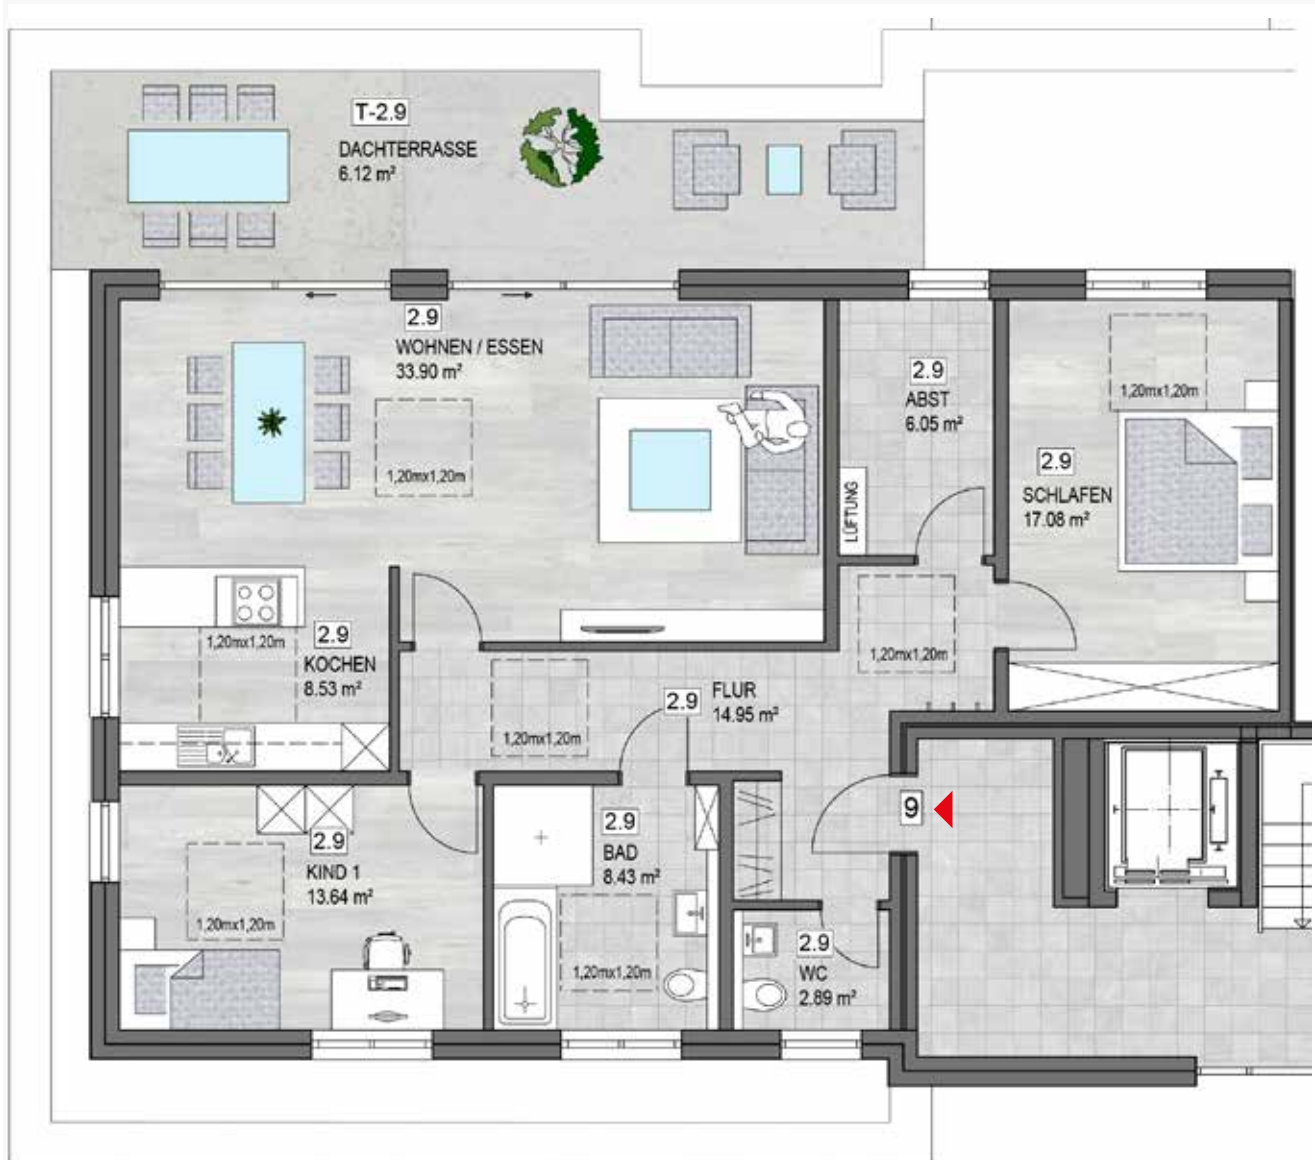 T-2.9
DACHTERRASSE
6.12 m²
2.9
WOHNEN / ESSEN
33.90 m²
1,20mx1,20m
2.9
ABST
6.05 m²
LÜFTUNG
1,20mx1,20m
2.9
SCHLAFEN
17.08 m²
1,20mx1,20m
2.9
KOCHEN
8.53 m²
1,20mx1,20m
2.9
FLUR
14.95 m²
1,20mx1,20m
2.9
KIND 1
13.64 m²
1,20mx1,20m
2.9
BAD
8.43 m²
1,20mx1,20m
9
2.9
WC
2.89 m²